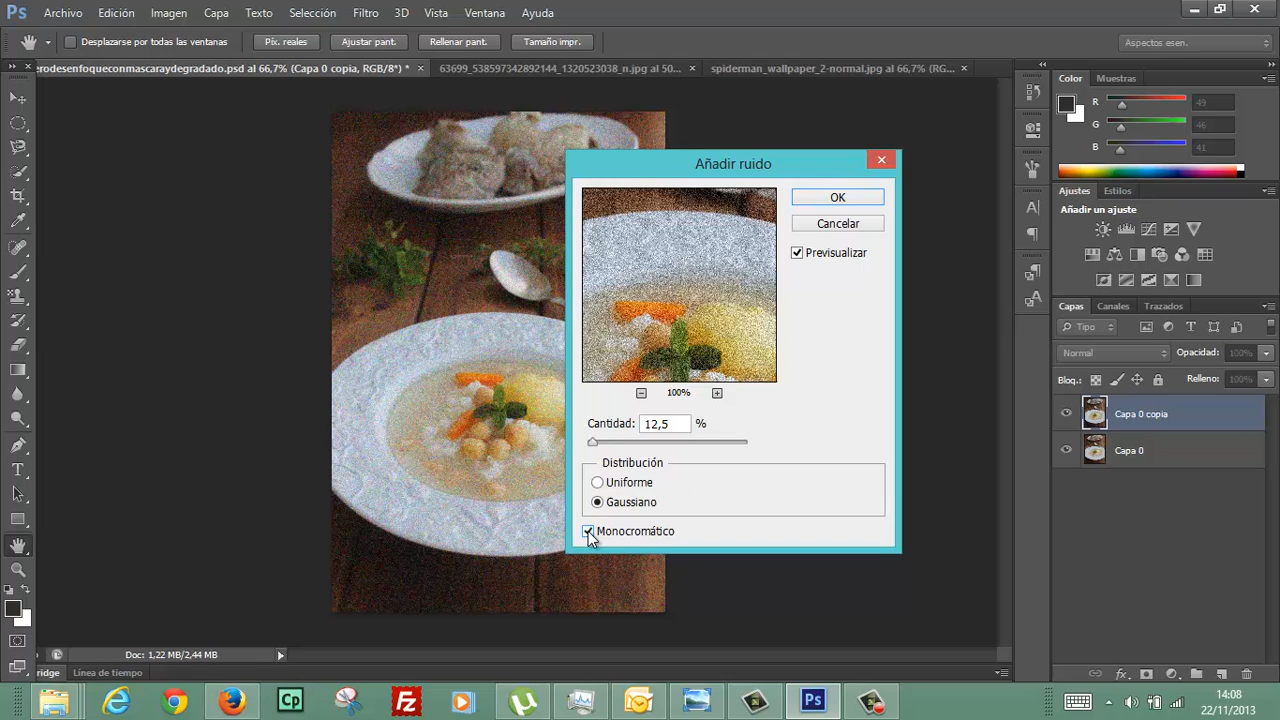 Ps Archivo Edición Imagen Capa Texto Selección Filtro 3D Vista Ventana Ayuda
Desplazarse por todas las ventanas Píx. reales Ajustar pant. Rellenar pant. Tamaño impr. Aspectos esen.
erodesenfoqueconmascaraydegradado.psd al 66,7% (Capa 0 copia, RGB/8*) * × 63699_538597342892144_1320523038_n.jpg al 50... × spiderman_wallpaper_2-normal.jpg al 66,7% (RG... ×
Color Muestras
R 49
G 46
B 41
Ajustes Estilos
Añadir un ajuste
Capas Canales Trazados
Tipo
Normal Opacidad: 100%
Bloq.: Relleno: 100%
Capa 0 copia
Capa 0
Añadir ruido
OK
Cancelar
Previsualizar
100%
Cantidad: 12,5 %
Distribución
Uniforme
Gaussiano
Monocromático
Doc: 1,22 MB/2,44 MB
ridge Línea de tiempo
Cp
Fz
Ps
14:08
22/11/2013